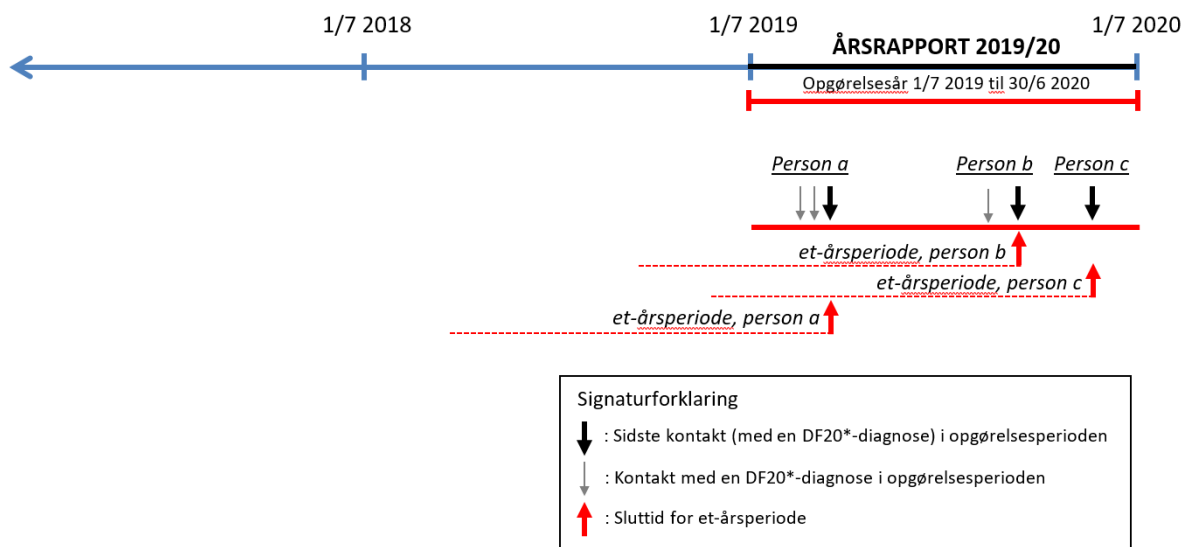 1/7 2018
1/7 2019
1/7 2020
ÅRSRAPPORT 2019/20
Opgørelsesår 1/7 2019 til 30/6 2020
Person a
Person b
Person c
et-årsperiode, person b
et-årsperiode, person c
et-årsperiode, person a
Signaturforklaring
: Sidste kontakt (med en DF20*-diagnose) i opgørelsesperioden
: Kontakt med en DF20*-diagnose i opgørelsesperioden
: Sluttid for et-årsperiode